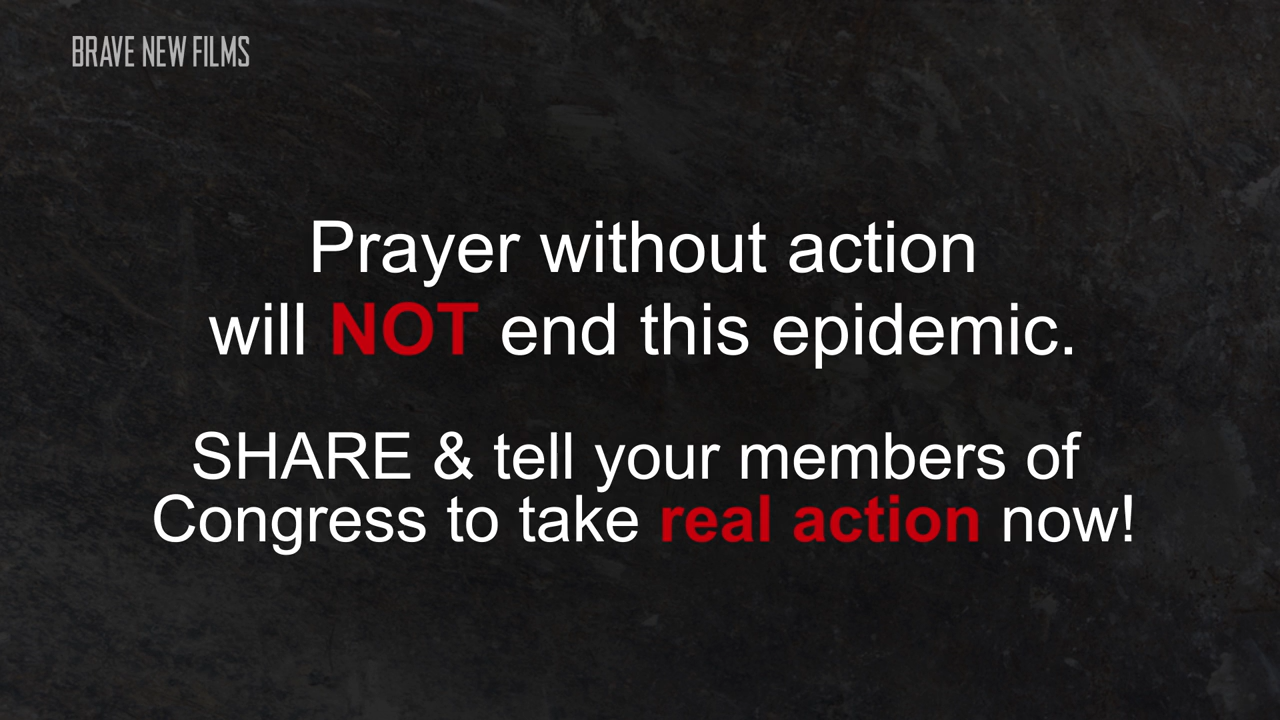 BRAVE NEW FILMS
Prayer without action
will NOT end this epidemic.
SHARE & tell your members of
Congress to take real action now!